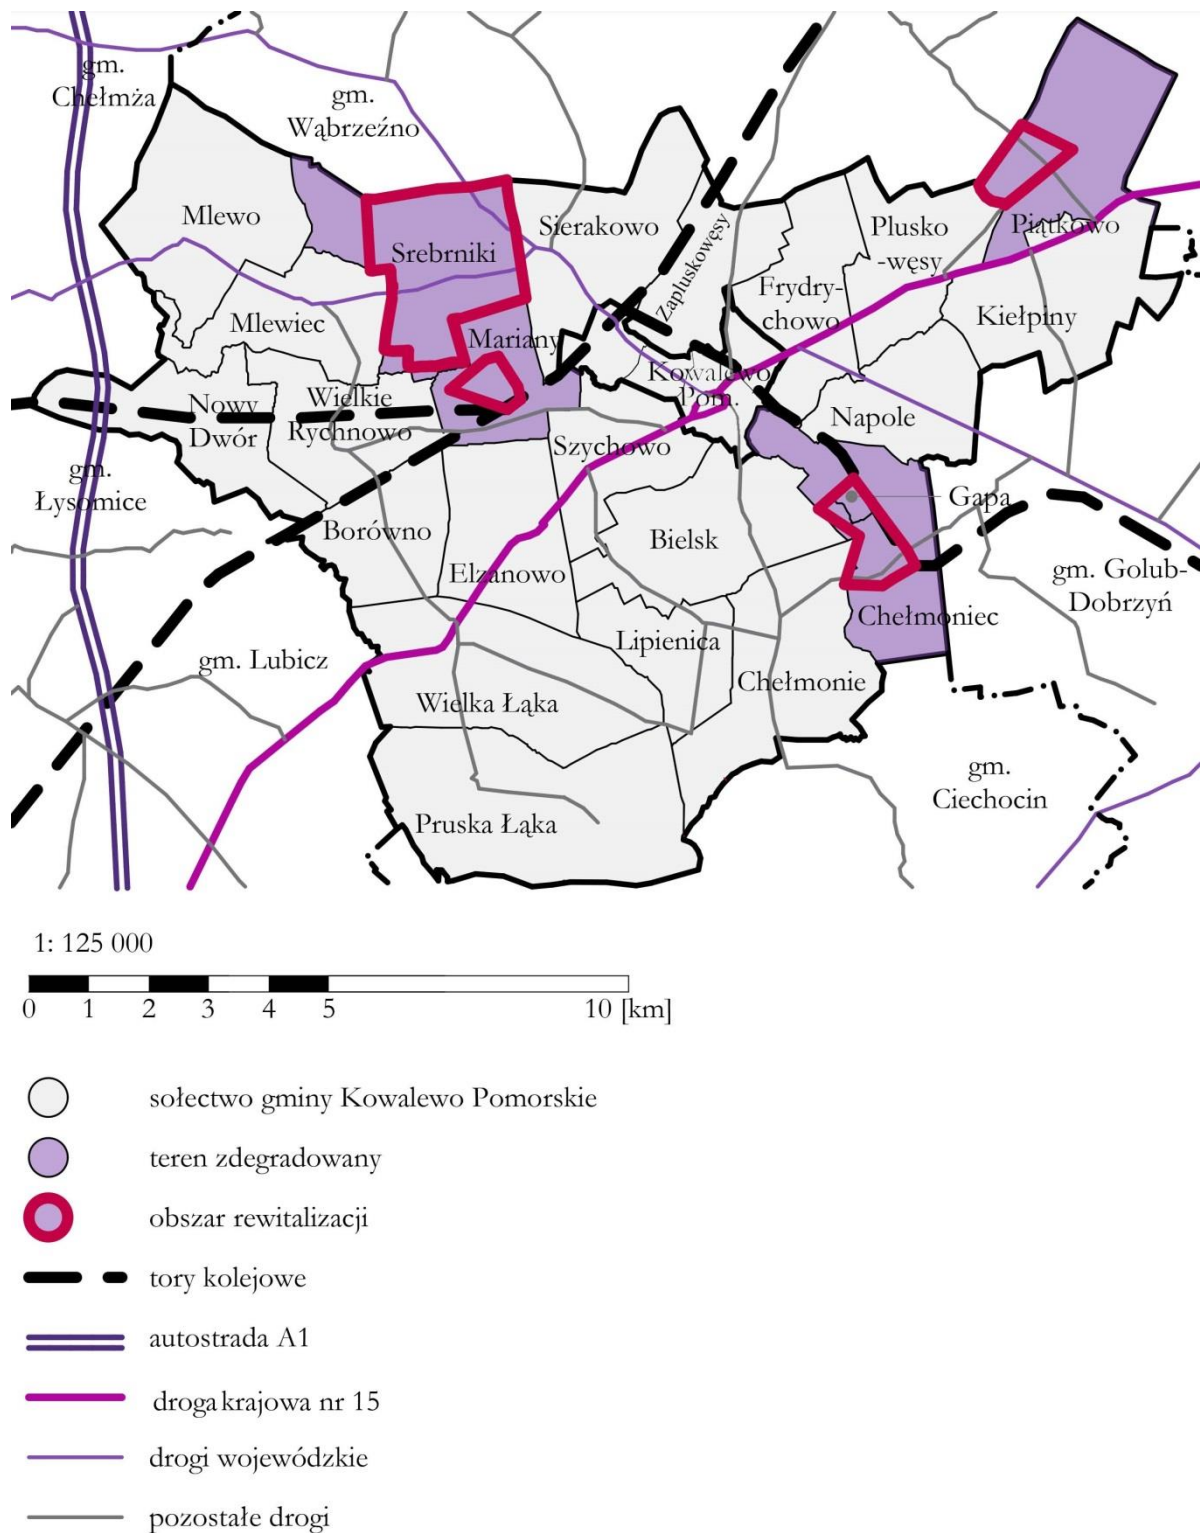 gm.
Chełmża
gm.
Wąbrzeźno
Mlewo
Srebrniki
Sierakowo
Zapluskowęsy
Plusko
-węsy
Piątkowo
Frydry-
chowo
Kiełpiny
Mlewiec
Mariany
Kowalewo
Pom.
Nowy
Dwór
Wielkie
Rychnowo
Napole
Szychowo
gm.
Łysomice
Gapa
Borówno
Bielsk
Elzanowo
gm. Golub-
Dobrzyń
Chełmoniec
Lipienica
gm. Lubicz
Chełmonie
Wielka Łąka
gm.
Ciechocin
Pruska Łąka
1: 125 000
0 1 2 3 4 5 10 [km]
sołectwo gminy Kowalewo Pomorskie
teren zdegradowany
obszar rewitalizacji
tory kolejowe
autostrada A1
droga krajowa nr 15
drogi wojewódzkie
pozostałe drogi